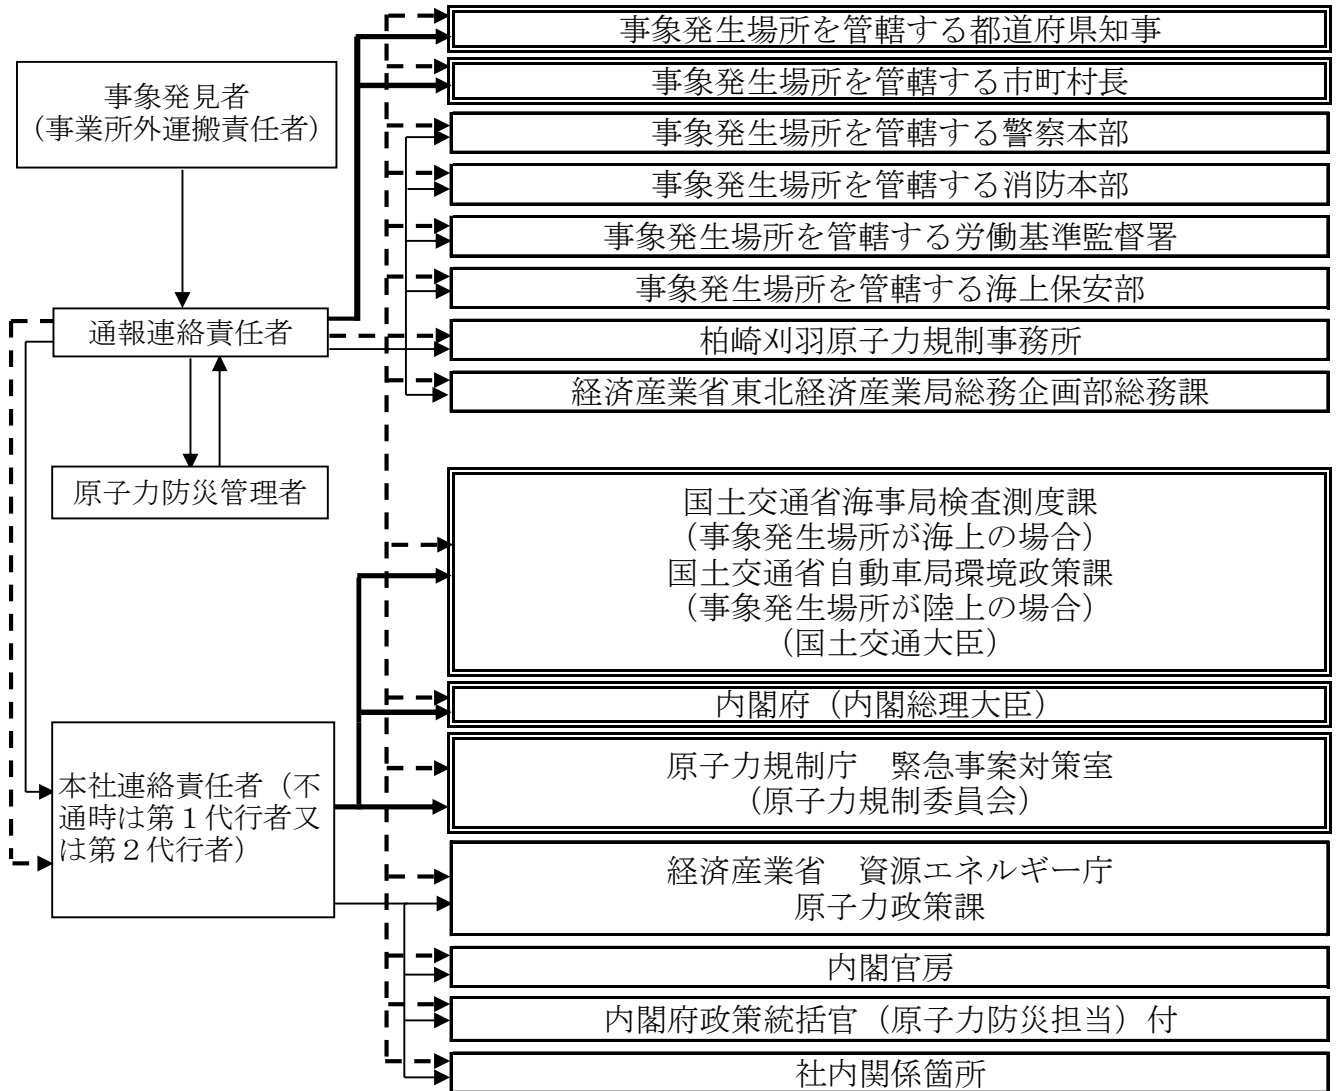 事象発生場所を管轄する都道府県知事
事象発生場所を管轄する市町村長
事象発見者
（事業所外運搬責任者）
事象発生場所を管轄する警察本部
事象発生場所を管轄する消防本部
事象発生場所を管轄する労働基準監督署
事象発生場所を管轄する海上保安部
通報連絡責任者
柏崎刈羽原子力規制事務所
経済産業省東北経済産業局総務企画部総務課
原子力防災管理者
国土交通省海事局検査測度課
（事象発生場所が海上の場合）
国土交通省自動車局環境政策課
（事象発生場所が陸上の場合）
（国土交通大臣）
内閣府（内閣総理大臣）
本社連絡責任者（不
通時は第１代行者又
は第２代行者）
原子力規制庁　緊急事案対策室
（原子力規制委員会）
経済産業省　資源エネルギー庁
原子力政策課
内閣官房
内閣府政策統括官（原子力防災担当）付
社内関係箇所